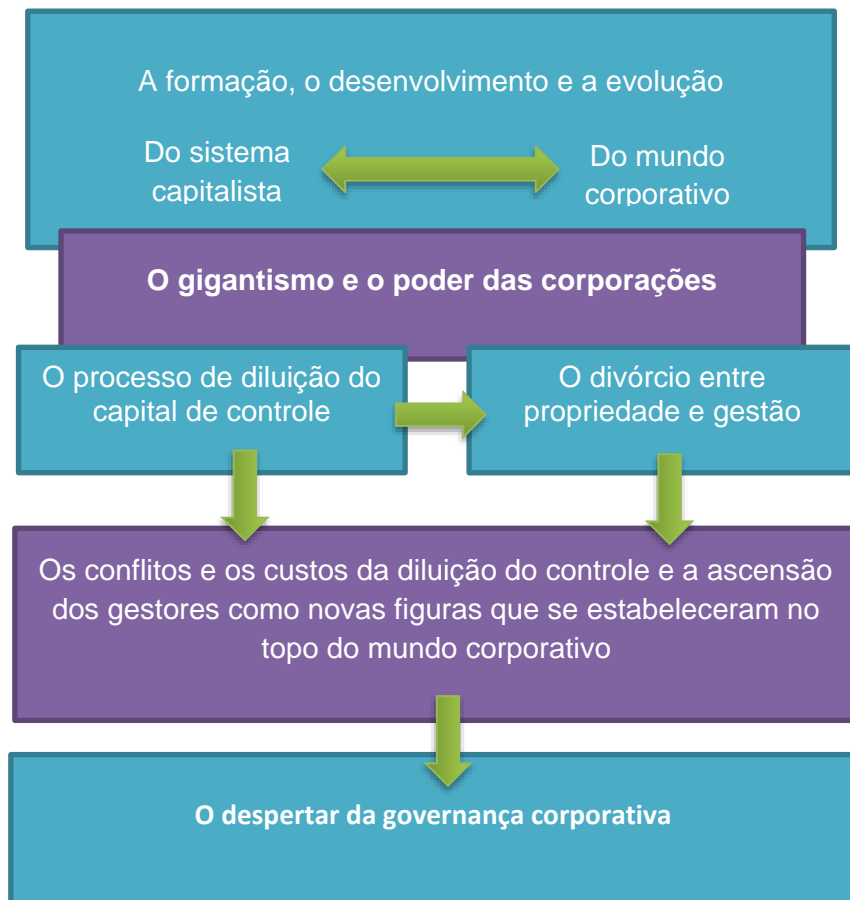 A formação, o desenvolvimento e a evolução
Do sistema
capitalista
Do mundo
corporativo
O gigantismo e o poder das corporações
O processo de diluição do
capital de controle
O divórcio entre
propriedade e gestão
Os conflitos e os custos da diluição do controle e a ascensão
dos gestores como novas figuras que se estabeleceram no
topo do mundo corporativo
O despertar da governança corporativa